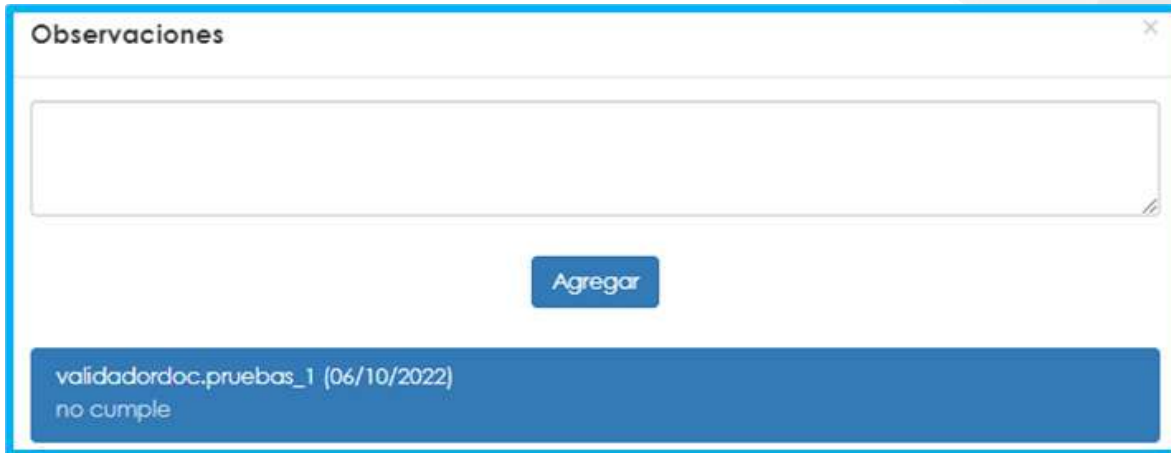 Observaciones
×
Agregar
validadordoc.pruebas_1 (06/10/2022)
no cumple